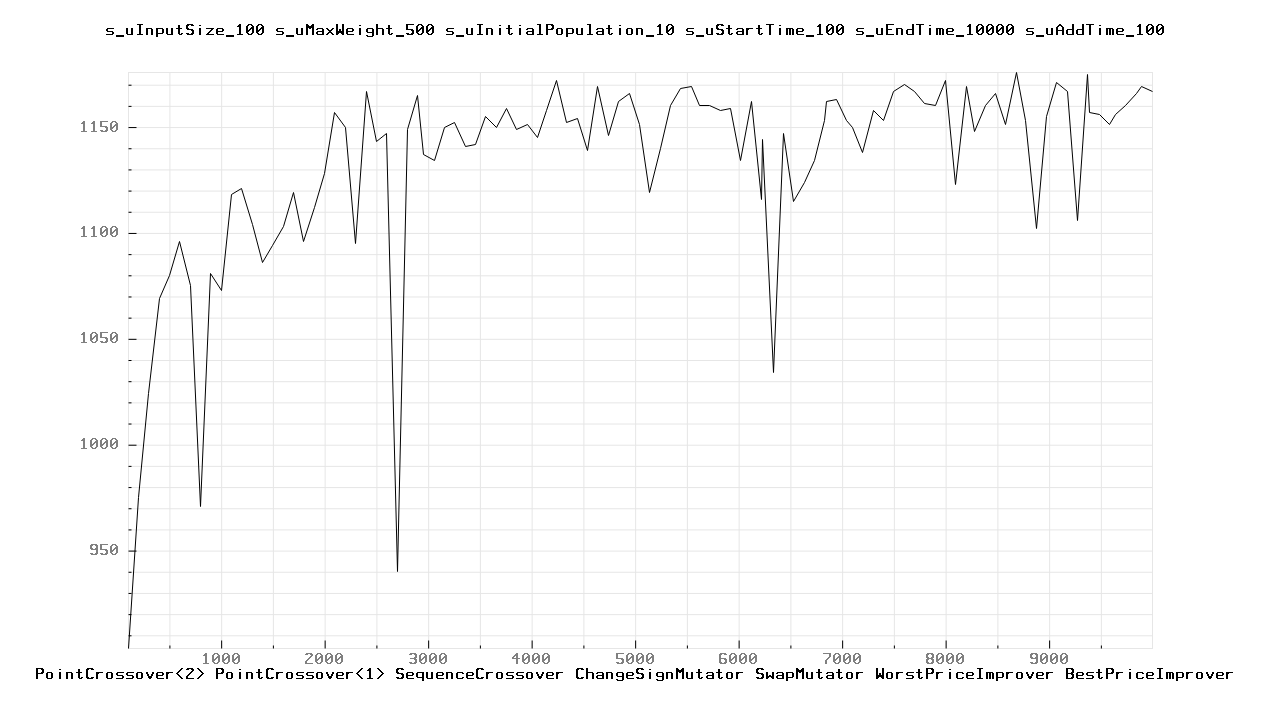 s_uInputSize_100 s_uMaxWeight_500 s_uInitialPopulation_10 s_uStartTime_100 s_uEndTime_10000 s_uAddTime_100
1150
1100
1050
1000
950
1000 2000 3000 4000 5000 6000 7000 8000 9000
PointCrossover<2> PointCrossover<1> SequenceCrossover ChangeSignMutator SwapMutator WorstPriceImprover BestPriceImprover